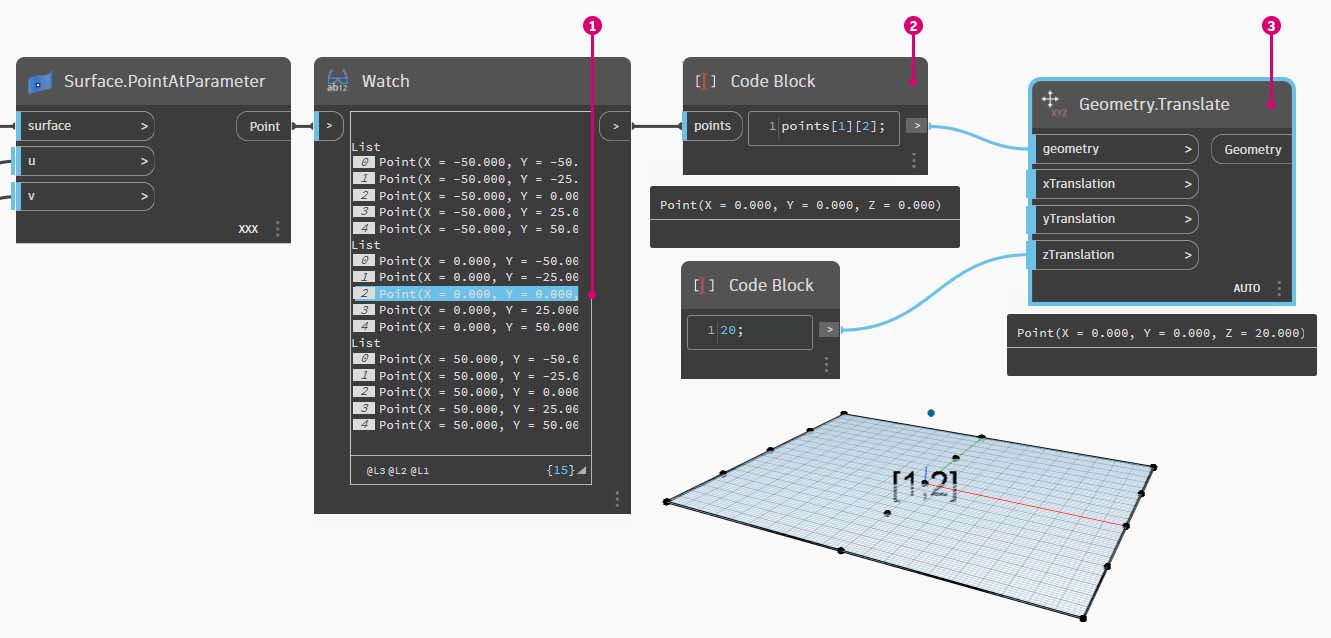 1
2
3
Surface.PointAtParameter
surface >
Point
u >
v >
XXX
ab12
Watch
>
>
List
0 Point(X = -50.000, Y = -50.
1 Point(X = -50.000, Y = -25.
2 Point(X = -50.000, Y = 0.00
3 Point(X = -50.000, Y = 25.0
4 Point(X = -50.000, Y = 50.0
List
0 Point(X = 0.000, Y = -50.00
1 Point(X = 0.000, Y = -25.00
2 Point(X = 0.000, Y = 0.000,
3 Point(X = 0.000, Y = 25.000
4 Point(X = 0.000, Y = 50.000
List
0 Point(X = 50.000, Y = -50.0
1 Point(X = 50.000, Y = -25.0
2 Point(X = 50.000, Y = 0.000
3 Point(X = 50.000, Y = 25.00
4 Point(X = 50.000, Y = 50.00
@L3 @L2 @L1
{15}
Code Block
points
1 points[1][2];
>
Point(X = 0.000, Y = 0.000, Z = 0.000)
Code Block
1 20;
>
XYZ
Geometry.Translate
geometry >
Geometry
xTranslation >
yTranslation >
zTranslation >
AUTO
Point(X = 0.000, Y = 0.000, Z = 20.000)
[1,2]